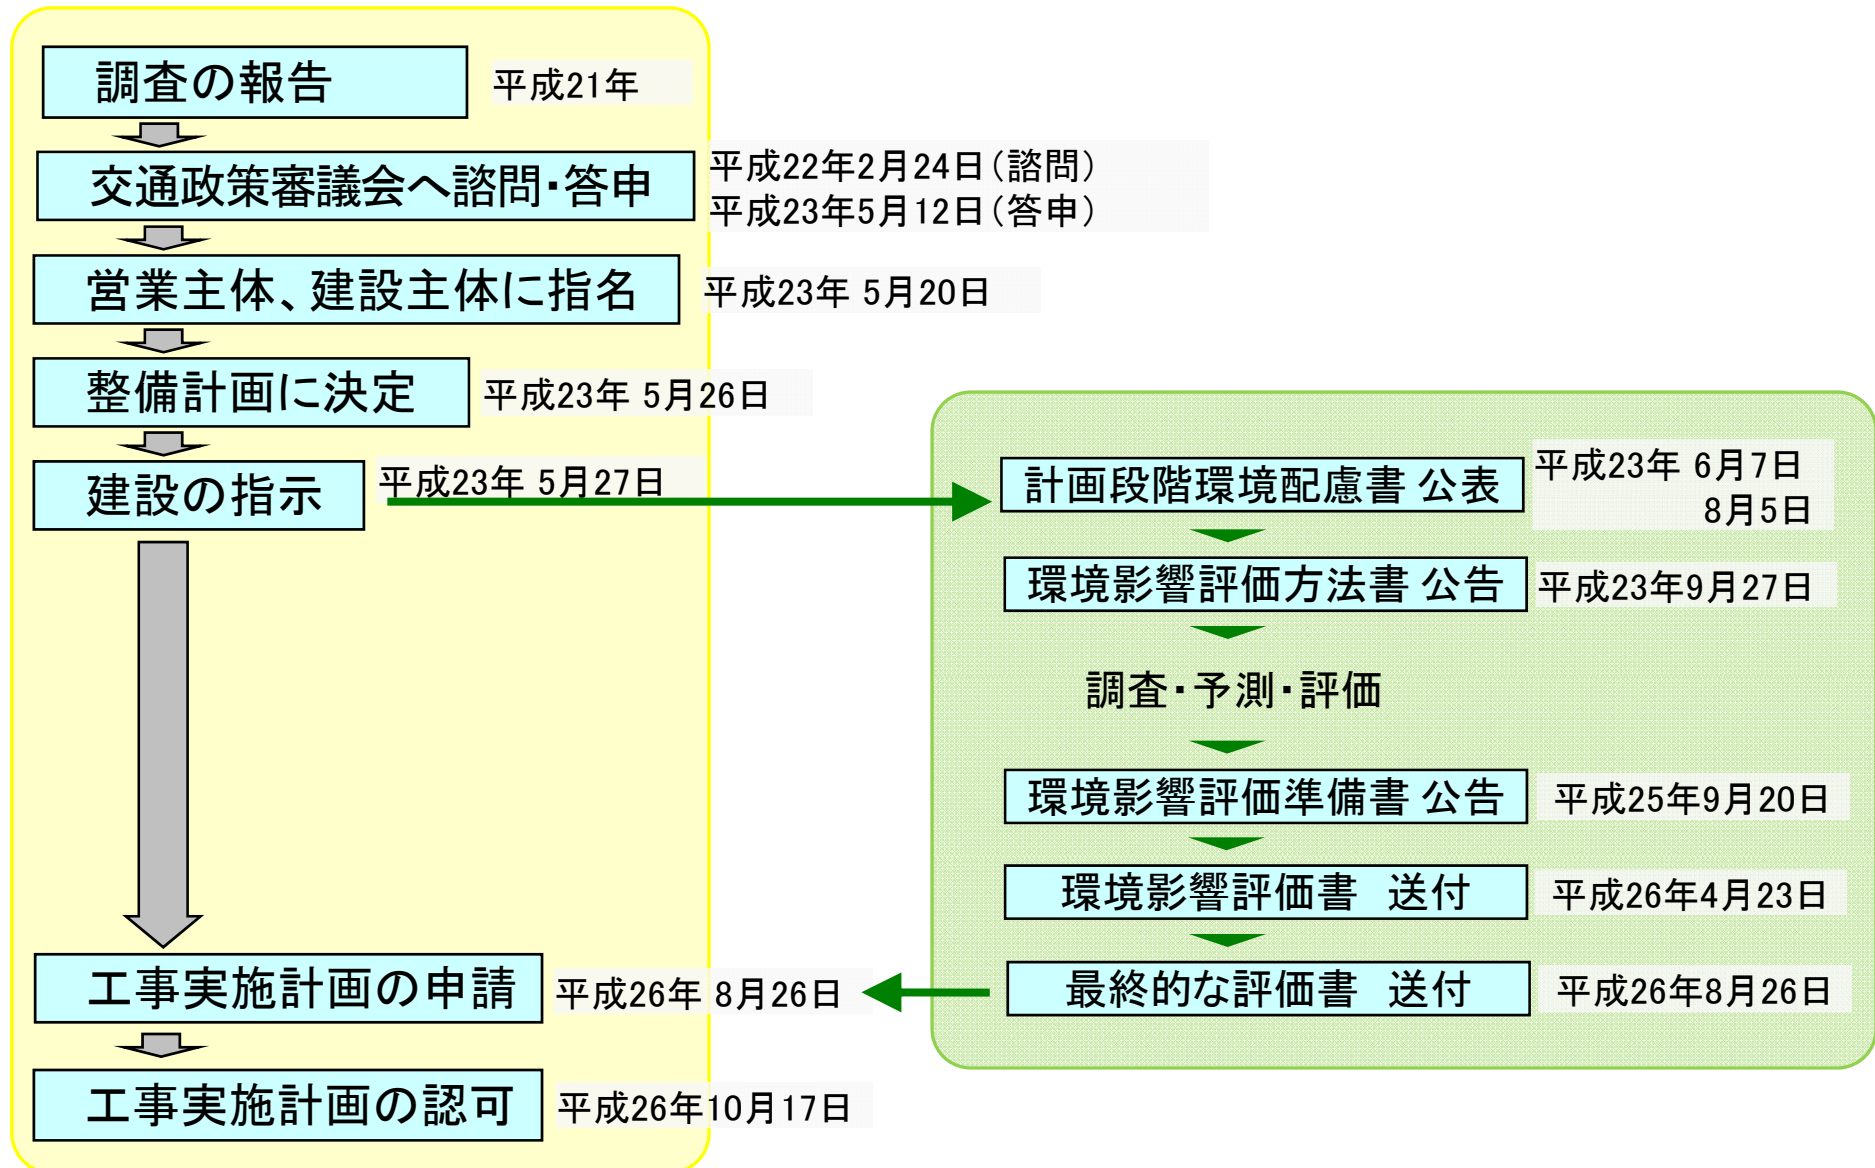 調査の報告
平成21年
交通政策審議会へ諮問・答申
平成22年2月24日（諮問）
平成23年5月12日（答申）
営業主体、建設主体に指名
平成23年 5月20日
整備計画に決定
平成23年 5月26日
建設の指示
平成23年 5月27日
工事実施計画の申請
平成26年 8月26日
工事実施計画の認可
平成26年10月17日
計画段階環境配慮書 公表
平成23年 6月7日
8月5日
環境影響評価方法書 公告
平成23年9月27日
調査・予測・評価
環境影響評価準備書 公告
平成25年9月20日
環境影響評価書　送付
平成26年4月23日
最終的な評価書　送付
平成26年8月26日